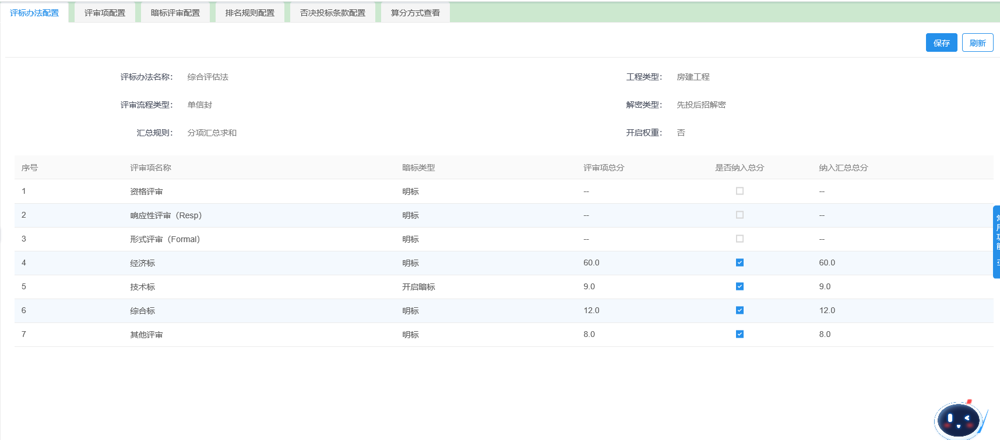 评标办法配置 评审项配置 暗标评审配置 排名规则配置 否决投标条款配置 算分方式查看
保存 刷新
评标办法名称： 综合评估法 工程类型： 房建工程
评审流程类型： 单信封 解密类型： 先投后招解密
汇总规则： 分项汇总求和 开启权重： 否
序号 评审项名称 暗标类型 评审项总分 是否纳入总分 纳入汇总总分
1 资格评审 明标 -- --
2 响应性评审（Resp） 明标 -- --
3 形式评审（Formal） 明标 -- --
4 经济标 明标 60.0 60.0
5 技术标 开启暗标 9.0 9.0
6 综合标 明标 12.0 12.0
7 其他评审 明标 8.0 8.0